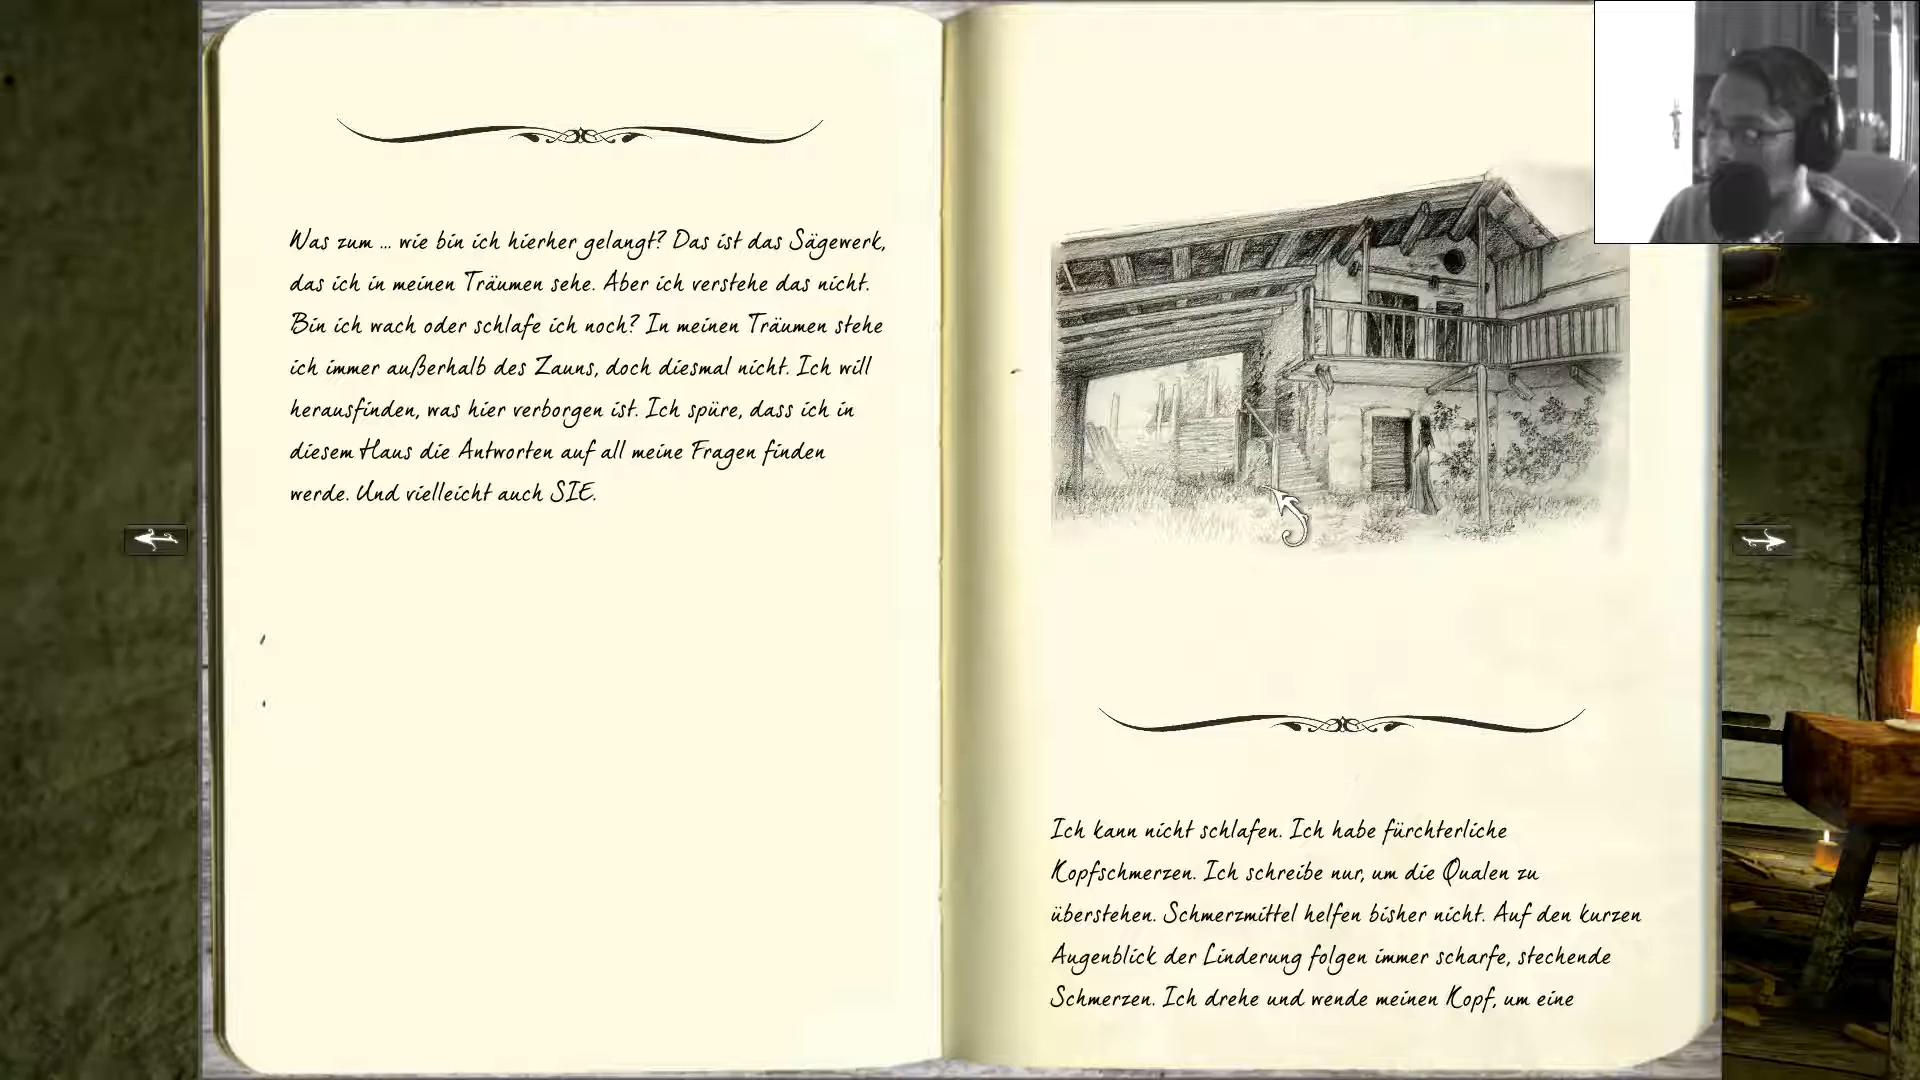 Was zum ... wie bin ich hierher gelangt? Das ist das Sägewerk,
das ich in meinen Träumen sehe. Aber ich verstehe das nicht.
Bin ich wach oder schlafe ich noch? In meinen Träumen stehe
ich immer außerhalb des Zauns, doch diesmal nicht. Ich will
herausfinden, was hier verborgen ist. Ich spüre, dass ich in
diesem Haus die Antworten auf all meine Fragen finden
werde. Und vielleicht auch SIE.
Ich kann nicht schlafen. Ich habe fürchterliche
Kopfschmerzen. Ich schreibe nur, um die Qualen zu
überstehen. Schmerzmittel helfen bisher nicht. Auf den kurzen
Augenblick der Linderung folgen immer scharfe, stechende
Schmerzen. Ich drehe und wende meinen Kopf, um eine